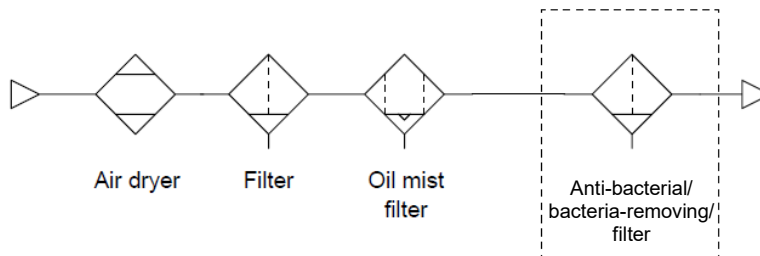 Air dryer
Filter
Oil mist
filter
Anti-bacterial/
bacteria-removing/
filter